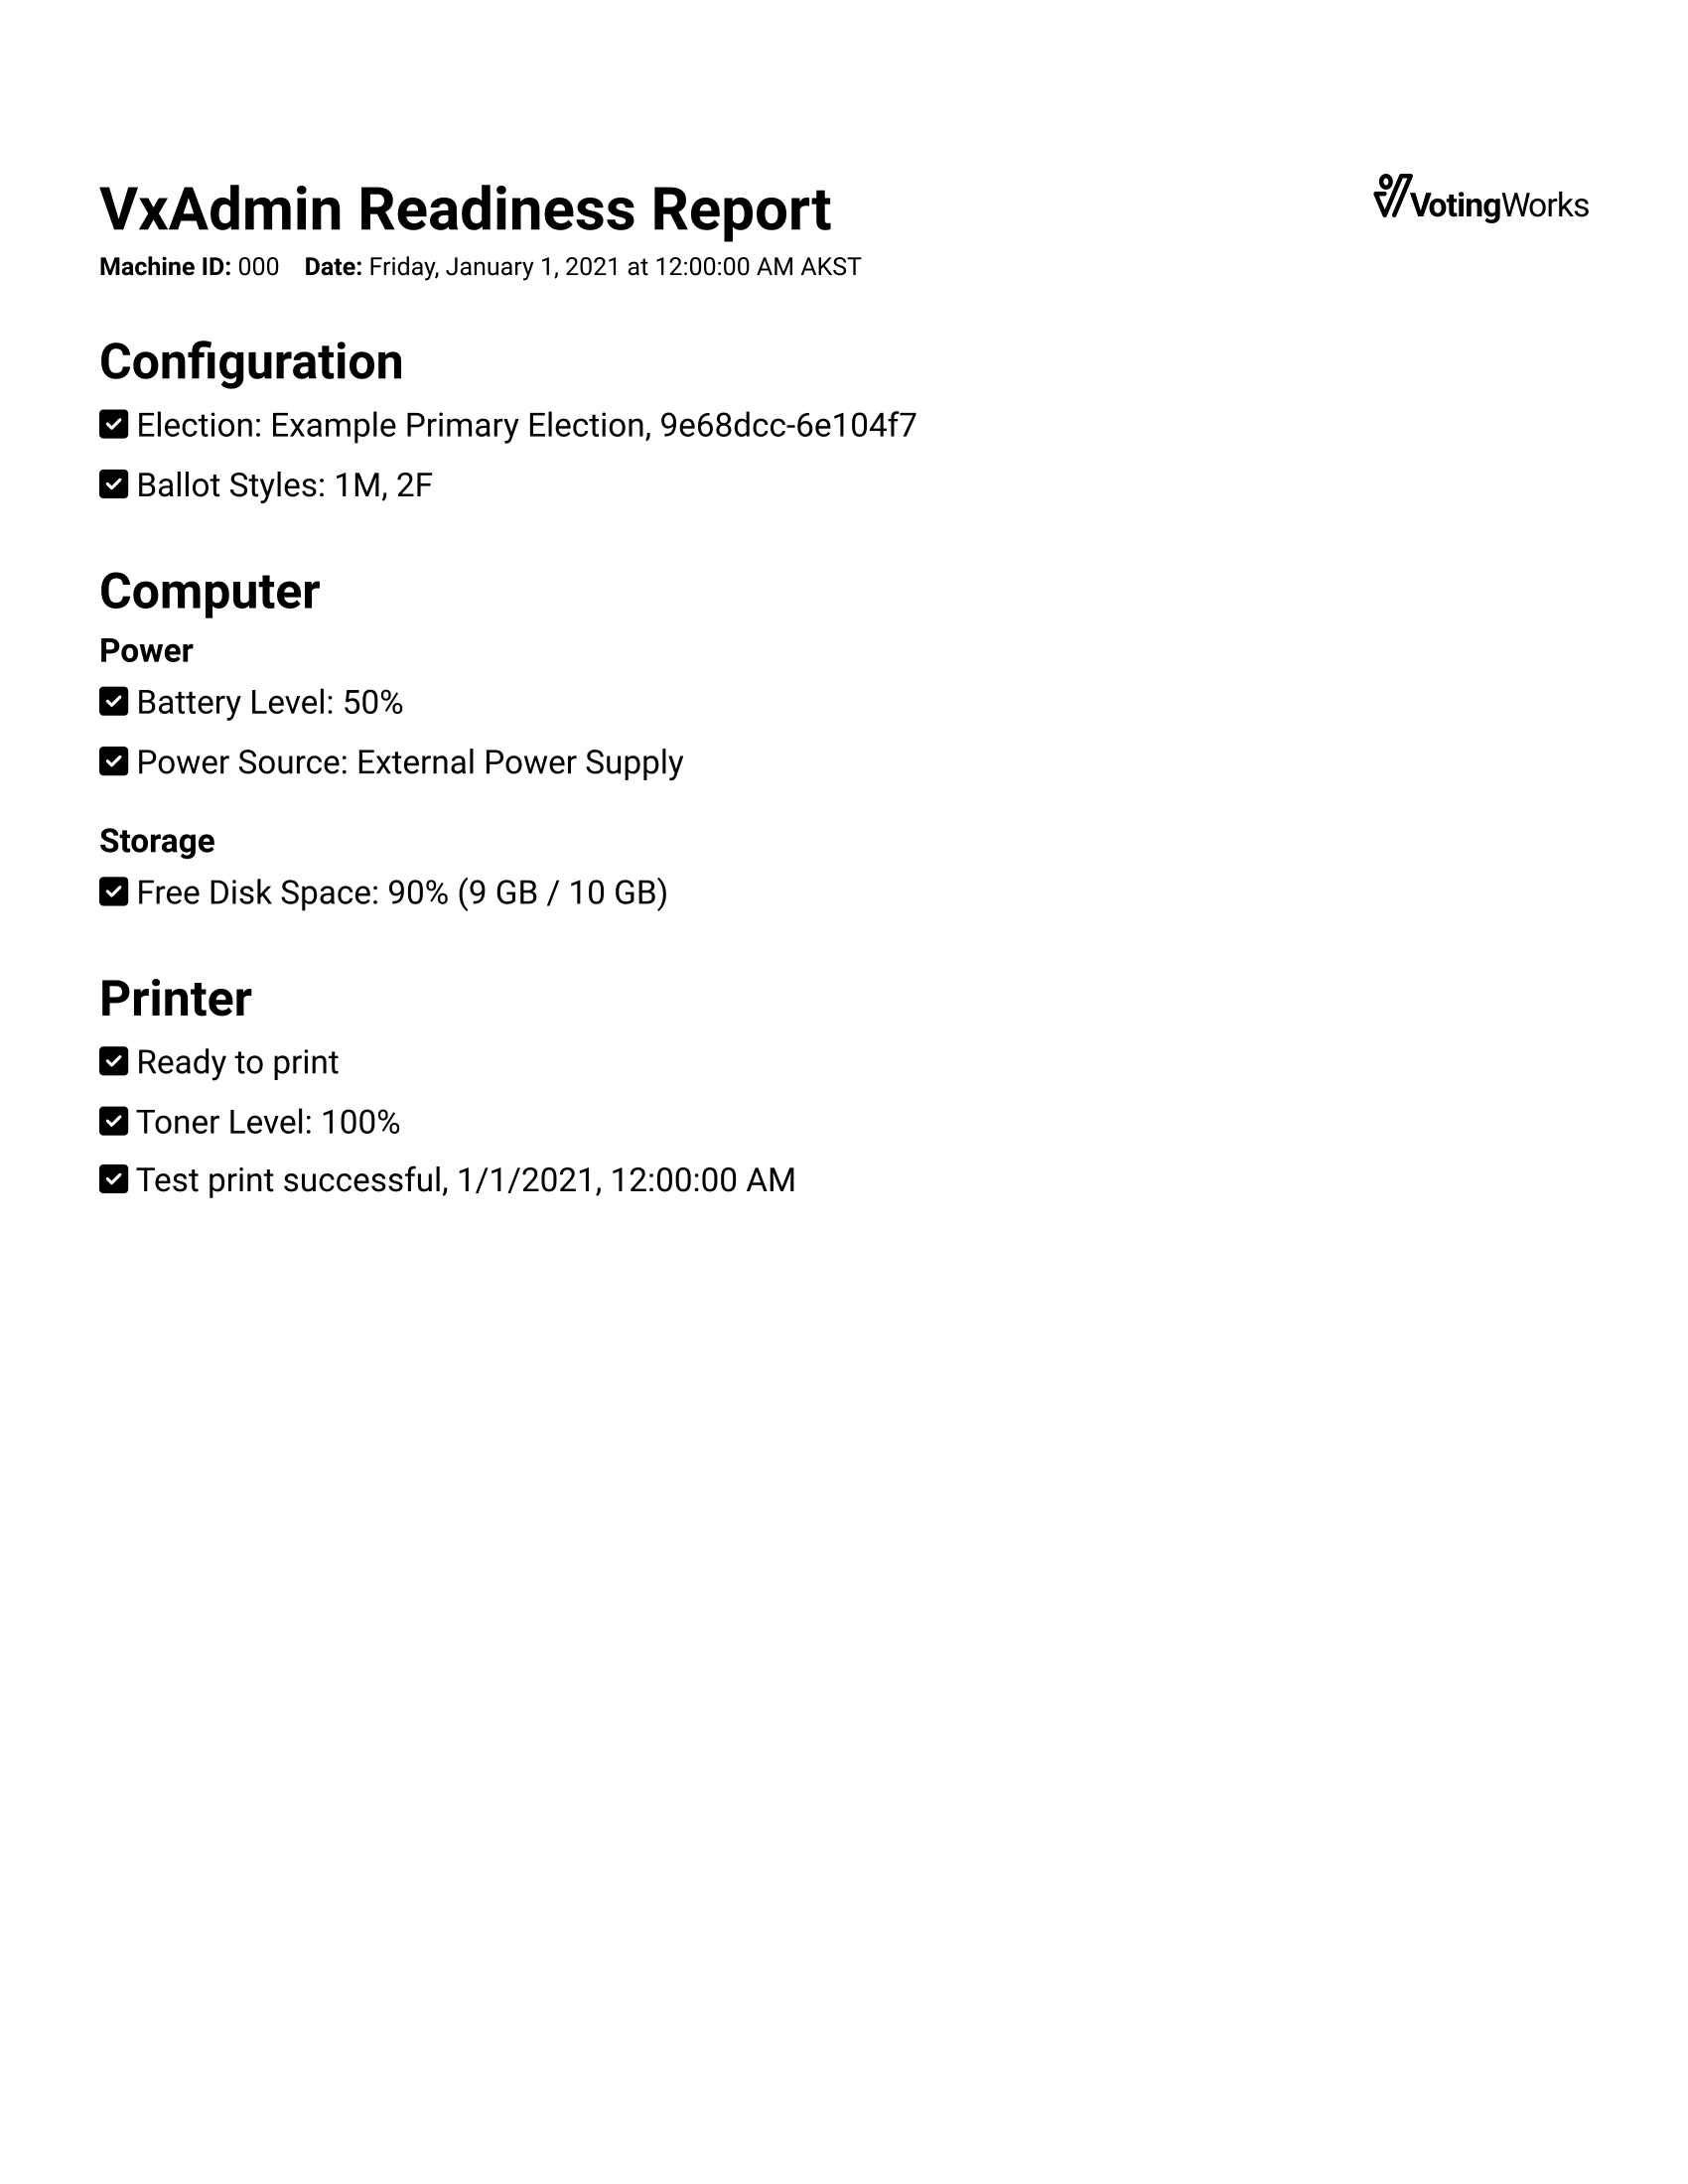 VxAdmin Readiness Report
VotingWorks
Machine ID: 000 Date: Friday, January 1, 2021 at 12:00:00 AM AKST
Configuration
Election: Example Primary Election, 9e68dcc-6e104f7
Ballot Styles: 1M, 2F
Computer
Power
Battery Level: 50%
Power Source: External Power Supply
Storage
Free Disk Space: 90% (9 GB / 10 GB)
Printer
Ready to print
Toner Level: 100%
Test print successful, 1/1/2021, 12:00:00 AM